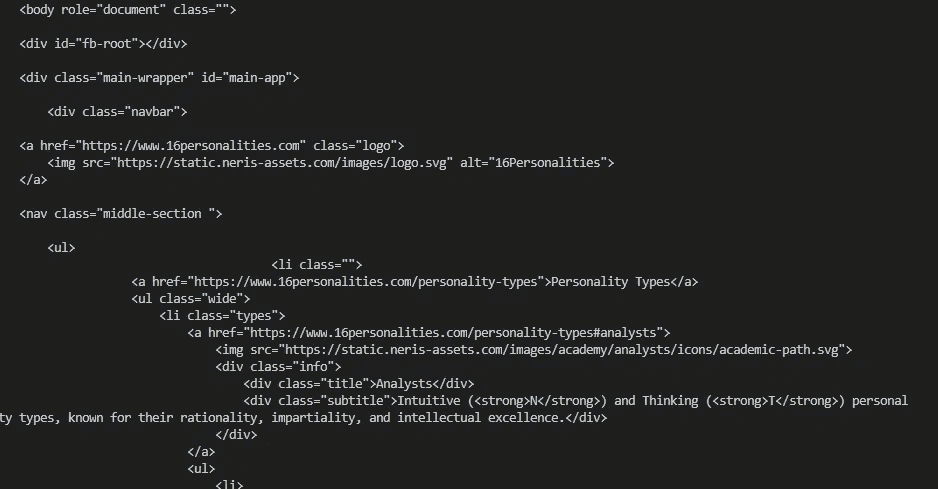 <body role="document" class="">
<div id="fb-root"></div>
<div class="main-wrapper" id="main-app">
<div class="navbar">
<a href="https://www.16personalities.com" class="logo">
<img src="https://static.neris-assets.com/images/logo.svg" alt="16Personalities">
</a>
<nav class="middle-section ">
<ul>
<li class="">
<a href="https://www.16personalities.com/personality-types">Personality Types</a>
<ul class="wide">
<li class="types">
<a href="https://www.16personalities.com/personality-types#analysts">
<img src="https://static.neris-assets.com/images/academy/analysts/icons/academic-path.svg">
<div class="info">
<div class="title">Analysts</div>
<div class="subtitle">Intuitive (<strong>N</strong>) and Thinking (<strong>T</strong>) personal
ty types, known for their rationality, impartiality, and intellectual excellence.</div>
</div>
</a>
<ul>
<li>